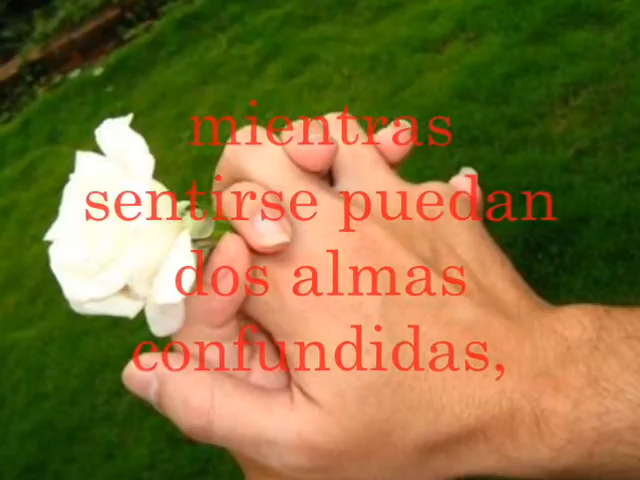 mientras
sentirse puedan
dos almas
confundidas,